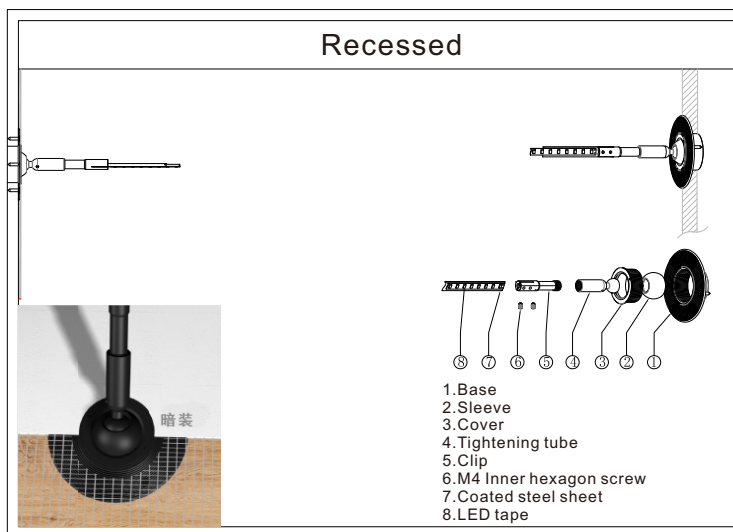 Recessed
⑧ ⑦ ⑥ ⑤ ④ ③ ② ①
暗装
1.Base
2.Sleeve
3.Cover
4.Tightening tube
5.Clip
6.M4 Inner hexagon screw
7.Coated steel sheet
8.LED tape